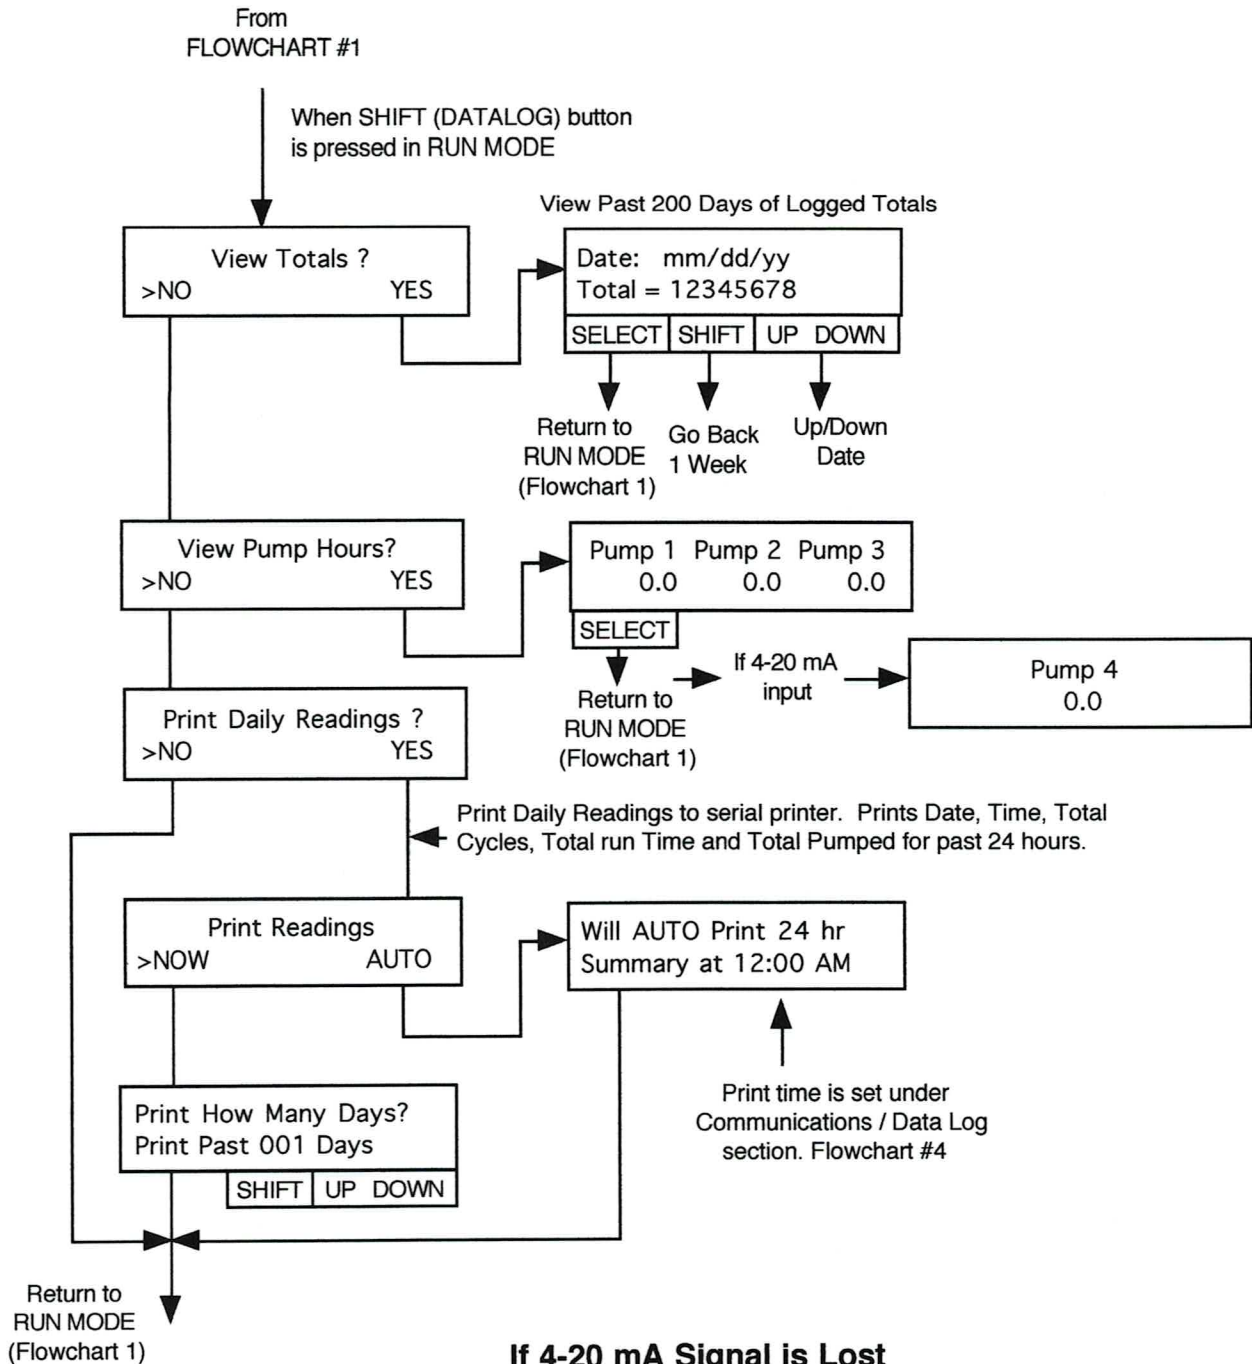 From
FLOWCHART #1
When SHIFT (DATALOG) button
is pressed in RUN MODE
View Past 200 Days of Logged Totals
View Totals ?
>NO YES
Date: mm/dd/yy
Total = 12345678
SELECT SHIFT UP DOWN
Return to
RUN MODE
(Flowchart 1)
Go Back
1 Week
Up/Down
Date
View Pump Hours?
>NO YES
Pump 1 Pump 2 Pump 3
0.0 0.0 0.0
SELECT
Return to
RUN MODE
(Flowchart 1)
If 4-20 mA
input
Pump 4
0.0
Print Daily Readings ?
>NO YES
Print Daily Readings to serial printer. Prints Date, Time, Total
Cycles, Total run Time and Total Pumped for past 24 hours.
Print Readings
>NOW AUTO
Will AUTO Print 24 hr
Summary at 12:00 AM
Print time is set under
Communications / Data Log
section. Flowchart #4
Print How Many Days?
Print Past 001 Days
SHIFT UP DOWN
Return to
RUN MODE
(Flowchart 1)
If 4-20 mA Signal is Lost